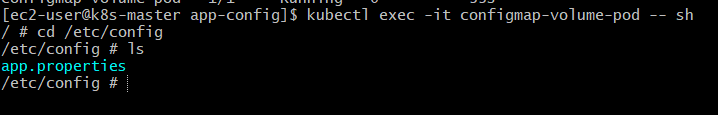 [ec2-user@k8s-master app-config]$ kubectl exec -it configmap-volume-pod -- sh
/ # cd /etc/config
/etc/config # ls
app.properties
/etc/config #